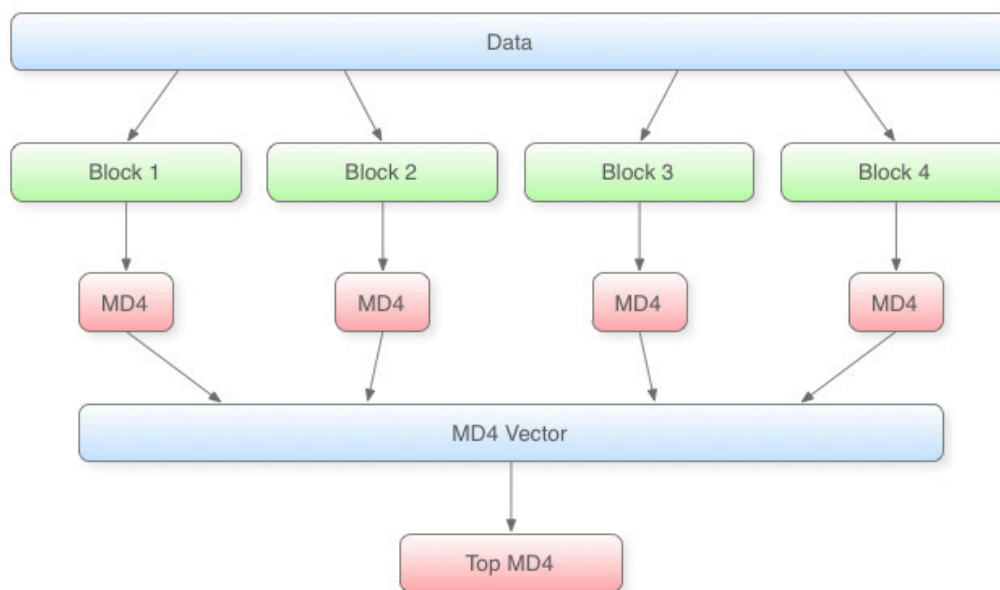 Data
Block 1
Block 2
Block 3
Block 4
MD4
MD4
MD4
MD4
MD4 Vector
Top MD4